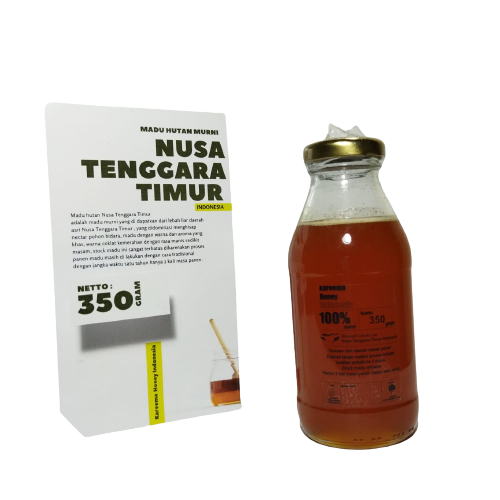 MADU HUTAN MURNI
NUSA
TENGGARA
TIMUR
INDONESIA
Madu hutan Nusa Tenggara Timur
adalah madu murni yang di dapatkan dari lebah liar daerah
asri Nusa Tenggara Timur, yang didominasi menghisap
nectar pohon bidara, madu dengan warna dan aroma yang
khas, warna coklat kemerahan dengan rasa manis sedikit
masam, stock madu ini sangat terbatas dikarenakan proses
panen madu masih di lakukan dengan cara tradisional
dengan jangka waktu satu tahun hanya 2 kali masa panen.
NETTO :
350
GRAM
Kareema Honey Indonesia
Kareema
Honey
100%
350 gram